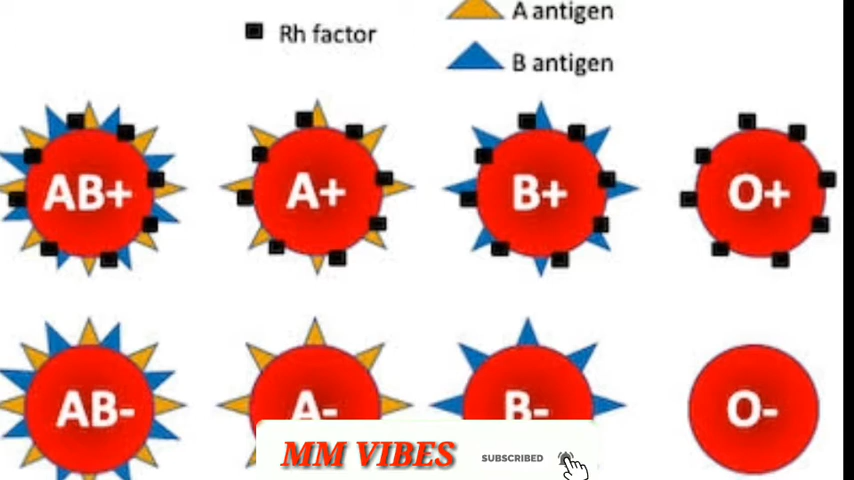 A antigen
Rh factor
B antigen
AB+
A+
B+
O+
AB-
A-
B-
O-
MM VIBES
SUBSCRIBED